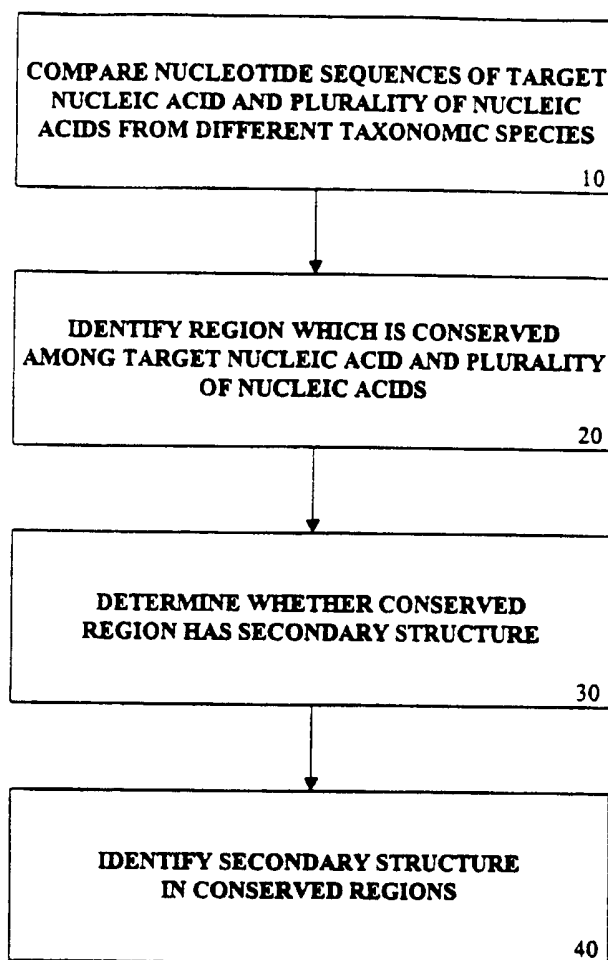 COMPARE NUCLEOTIDE SEQUENCES OF TARGET
NUCLEIC ACID AND PLURALITY OF NUCLEIC
ACIDS FROM DIFFERENT TAXONOMIC SPECIES
10
IDENTIFY REGION WHICH IS CONSERVED
AMONG TARGET NUCLEIC ACID AND PLURALITY
OF NUCLEIC ACIDS
20
DETERMINE WHETHER CONSERVED
REGION HAS SECONDARY STRUCTURE
30
IDENTIFY SECONDARY STRUCTURE
IN CONSERVED REGIONS
40